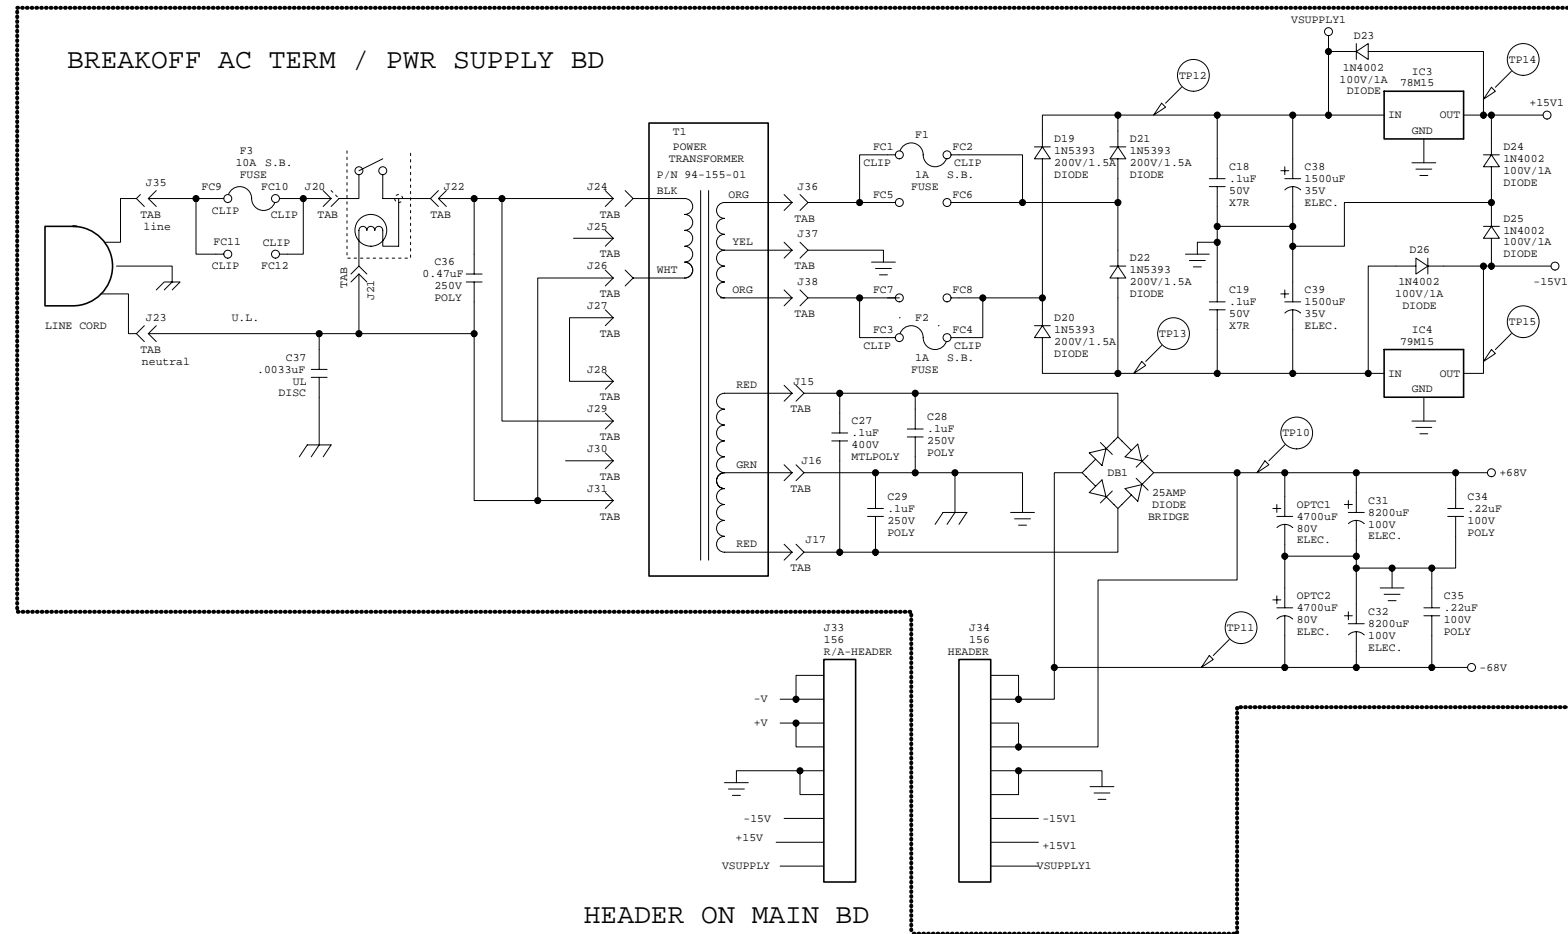 BREAKOFF AC TERM / PWR SUPPLY BD
LINE CORD
J35
TAB
line
F3
10A S.B.
FUSE
FC9
FC10
CLIP
CLIP
FC11
CLIP
CLIP
FC12
J20
TAB
TAB
J21
J22
TAB
J23
TAB
neutral
U.L.
C36
0.47uF
250V
POLY
C37
.0033uF
UL
DISC
J24
TAB
J25
TAB
J26
TAB
J27
TAB
J28
TAB
J29
TAB
J30
TAB
J31
TAB
T1
POWER
TRANSFORMER
P/N 94-155-01
BLK
WHT
ORG
YEL
ORG
RED
GRN
RED
J36
TAB
J37
TAB
J38
TAB
J15
TAB
J16
TAB
J17
TAB
F1
FC1
FC2
CLIP
CLIP
1A
S.B.
FUSE
FC5
FC6
FC7
FC8
F2
FC3
FC4
CLIP
CLIP
1A
S.B.
FUSE
D19
1N5393
200V/1.5A
DIODE
D21
1N5393
200V/1.5A
DIODE
D22
1N5393
200V/1.5A
DIODE
D20
1N5393
200V/1.5A
DIODE
TP12
TP13
C18
.1uF
50V
X7R
C19
.1uF
50V
X7R
C38
1500uF
35V
ELEC.
C39
1500uF
35V
ELEC.
VSUPPLY1
D23
1N4002
100V/1A
DIODE
IC3
78M15
IN
OUT
GND
TP14
+15V1
D24
1N4002
100V/1A
DIODE
D25
1N4002
100V/1A
DIODE
D26
1N4002
100V/1A
DIODE
-15V1
IC4
79M15
IN
OUT
GND
TP15
C27
.1uF
400V
MTLPOLY
C28
.1uF
250V
POLY
C29
.1uF
250V
POLY
DB1
25AMP
DIODE
BRIDGE
TP10
+68V
OPTC1
4700uF
80V
ELEC.
C31
8200uF
100V
ELEC.
C34
.22uF
100V
POLY
OPTC2
4700uF
80V
ELEC.
C32
8200uF
100V
ELEC.
C35
.22uF
100V
POLY
TP11
-68V
J33
156
R/A-HEADER
-V
+V
-15V
+15V
VSUPPLY
J34
156
HEADER
-15V1
+15V1
VSUPPLY1
HEADER ON MAIN BD